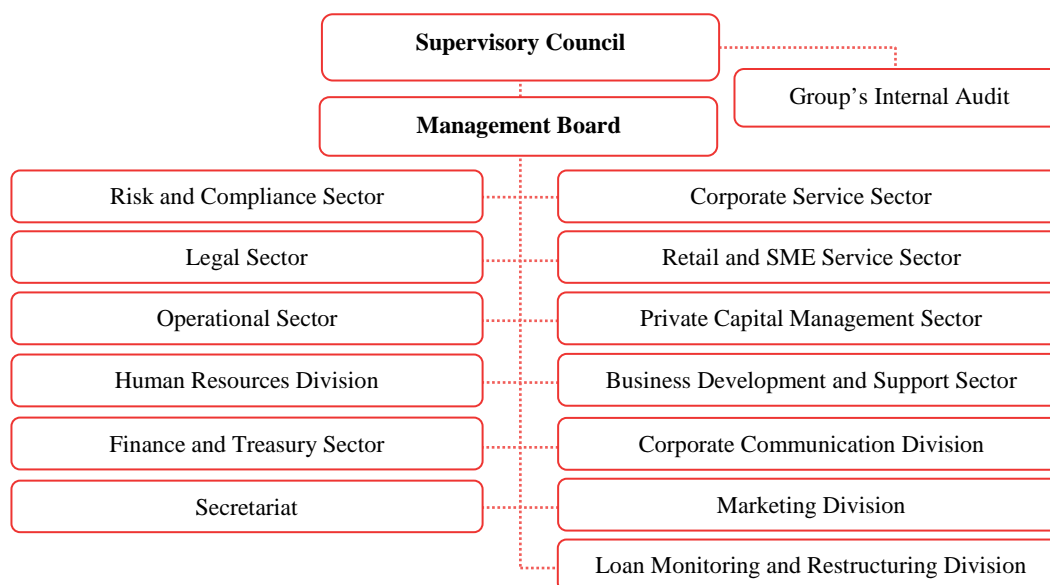 Supervisory Council
Group’s Internal Audit
Management Board
Risk and Compliance Sector
Corporate Service Sector
Legal Sector
Retail and SME Service Sector
Operational Sector
Private Capital Management Sector
Human Resources Division
Business Development and Support Sector
Finance and Treasury Sector
Corporate Communication Division
Secretariat
Marketing Division
Loan Monitoring and Restructuring Division